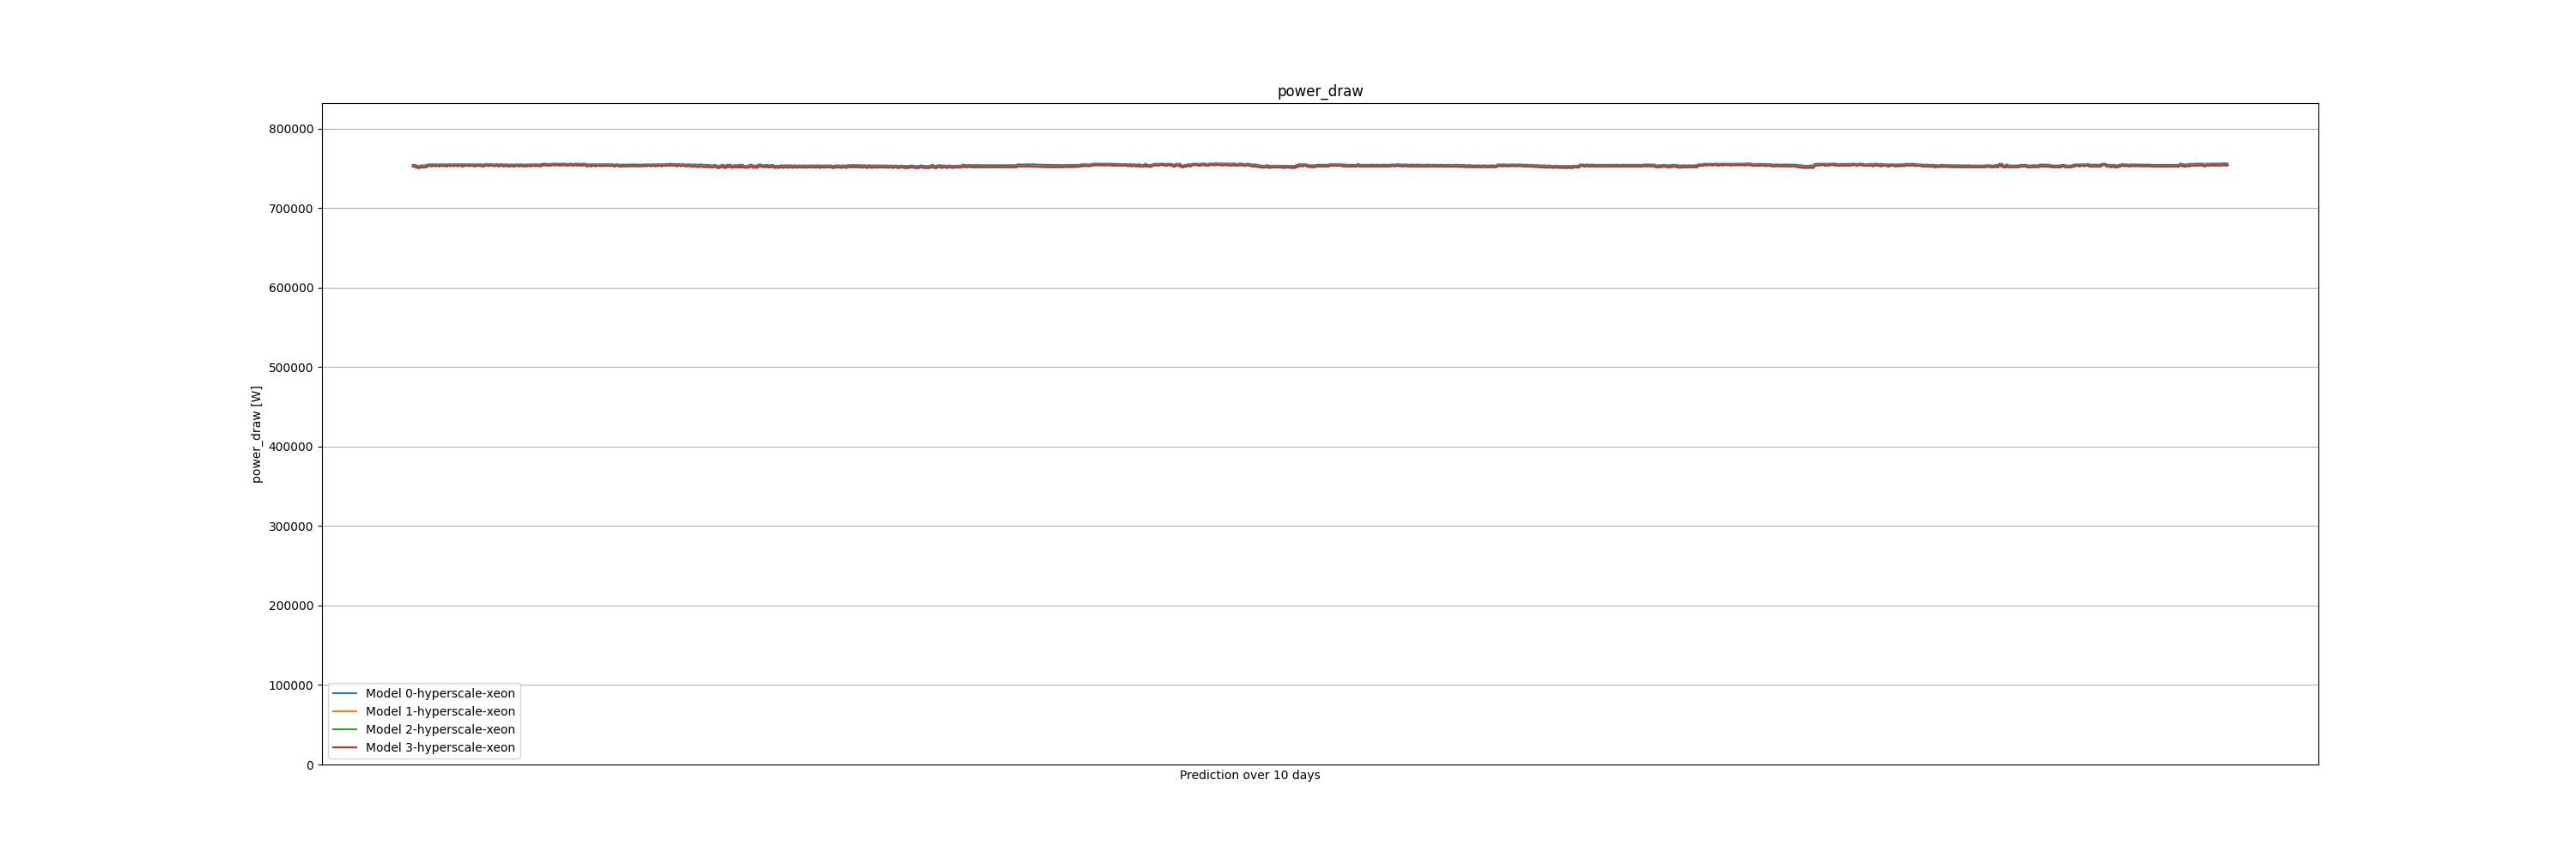 power_draw
800000
700000
600000
500000
400000
300000
200000
100000
0
power_draw [W]
Model 0-hyperscale-xeon
Model 1-hyperscale-xeon
Model 2-hyperscale-xeon
Model 3-hyperscale-xeon
Prediction over 10 days